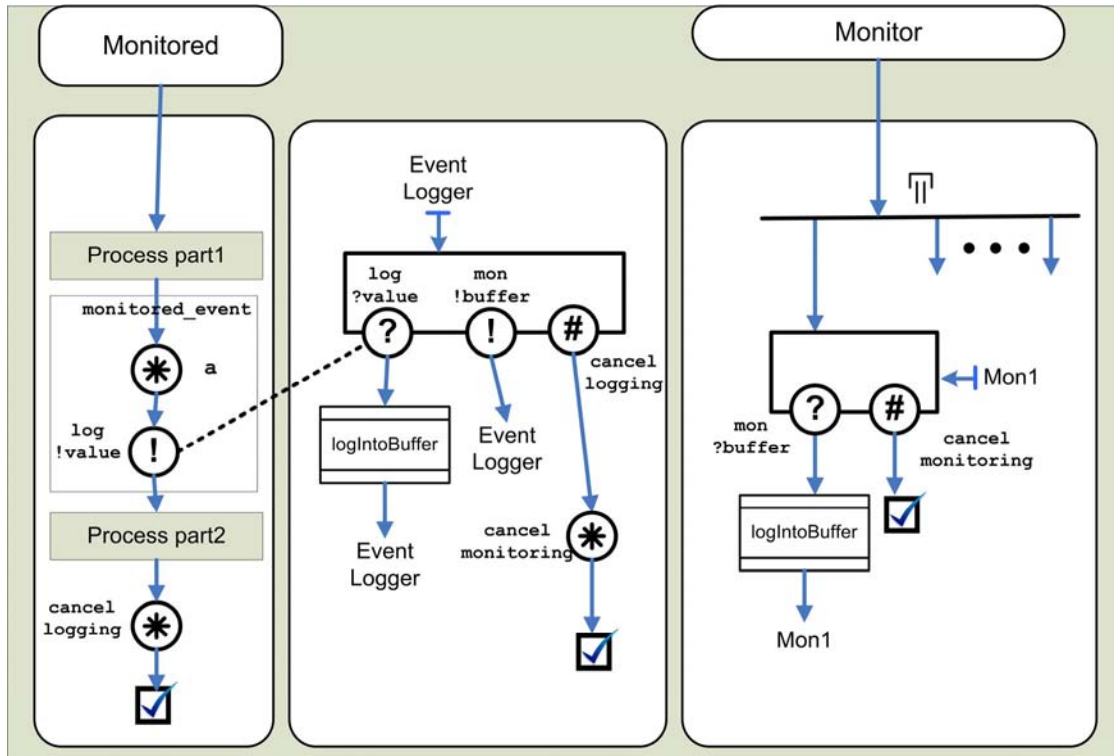 Monitored
Monitor
Process part1
monitored_event
*
a
log
!value
!
Process part2
cancel
logging
*
Event
Logger
log
?value
mon
!buffer
?
!
#
cancel
logging
logIntoBuffer
Event
Logger
Event
Logger
cancel
monitoring
*
• • •
Mon1
?
#
mon
?buffer
cancel
monitoring
logIntoBuffer
Mon1